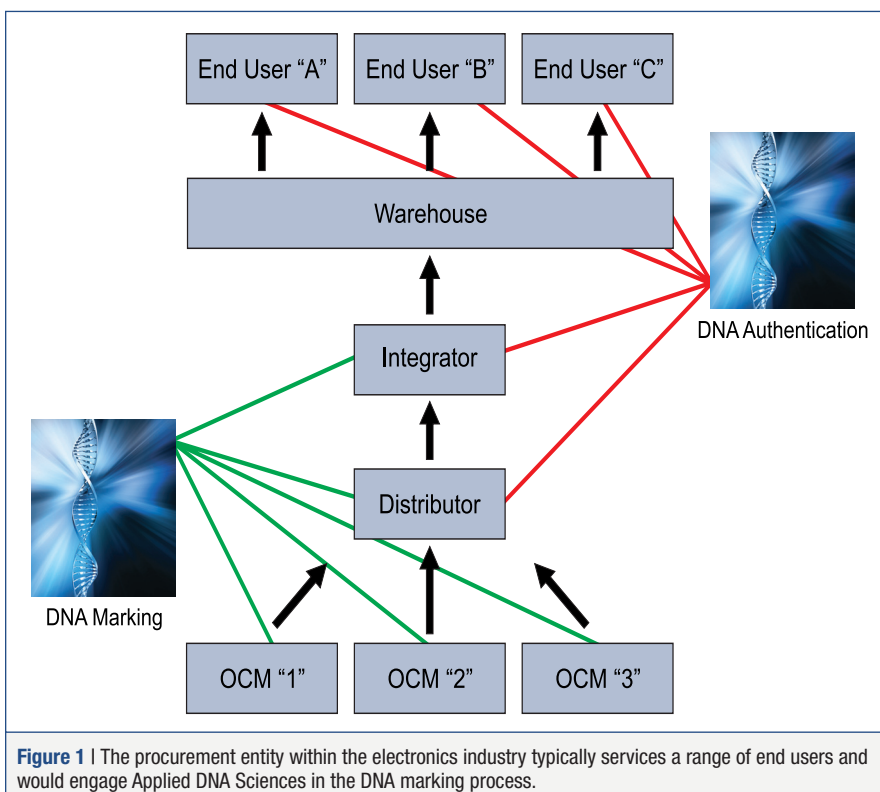 End User “A”
End User “B”
End User “C”
Warehouse
DNA Authentication
Integrator
Distributor
DNA Marking
OCM “1”
OCM “2”
OCM “3”
Figure 1 | The procurement entity within the electronics industry typically services a range of end users and
would engage Applied DNA Sciences in the DNA marking process.